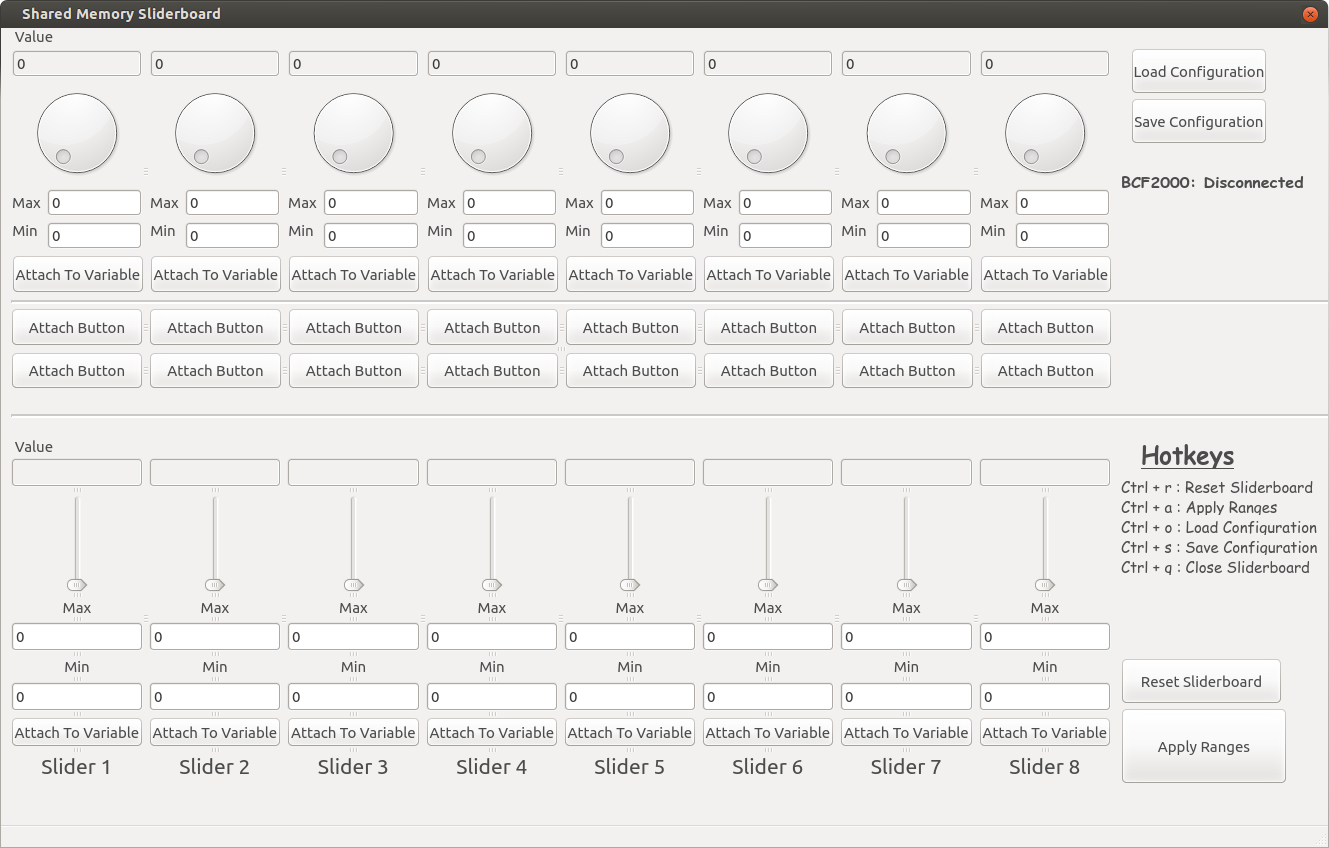 Shared Memory Sliderboard
Value
0 0 0 0 0 0 0 0
Load Configuration
Save Configuration
BCF2000: Disconnected
Max 0 Max 0 Max 0 Max 0 Max 0 Max 0 Max 0 Max 0
Min 0 Min 0 Min 0 Min 0 Min 0 Min 0 Min 0 Min 0
Attach To Variable Attach To Variable Attach To Variable Attach To Variable Attach To Variable Attach To Variable Attach To Variable Attach To Variable
Attach Button Attach Button Attach Button Attach Button Attach Button Attach Button Attach Button Attach Button
Attach Button Attach Button Attach Button Attach Button Attach Button Attach Button Attach Button Attach Button
Value
Hotkeys
Ctrl + r : Reset Sliderboard
Ctrl + a : Apply Ranges
Ctrl + o : Load Configuration
Ctrl + s : Save Configuration
Ctrl + q : Close Sliderboard
Max Max Max Max Max Max Max Max
0 0 0 0 0 0 0 0
Min Min Min Min Min Min Min Min
0 0 0 0 0 0 0 0
Reset Sliderboard
Attach To Variable Attach To Variable Attach To Variable Attach To Variable Attach To Variable Attach To Variable Attach To Variable Attach To Variable
Apply Ranges
Slider 1 Slider 2 Slider 3 Slider 4 Slider 5 Slider 6 Slider 7 Slider 8